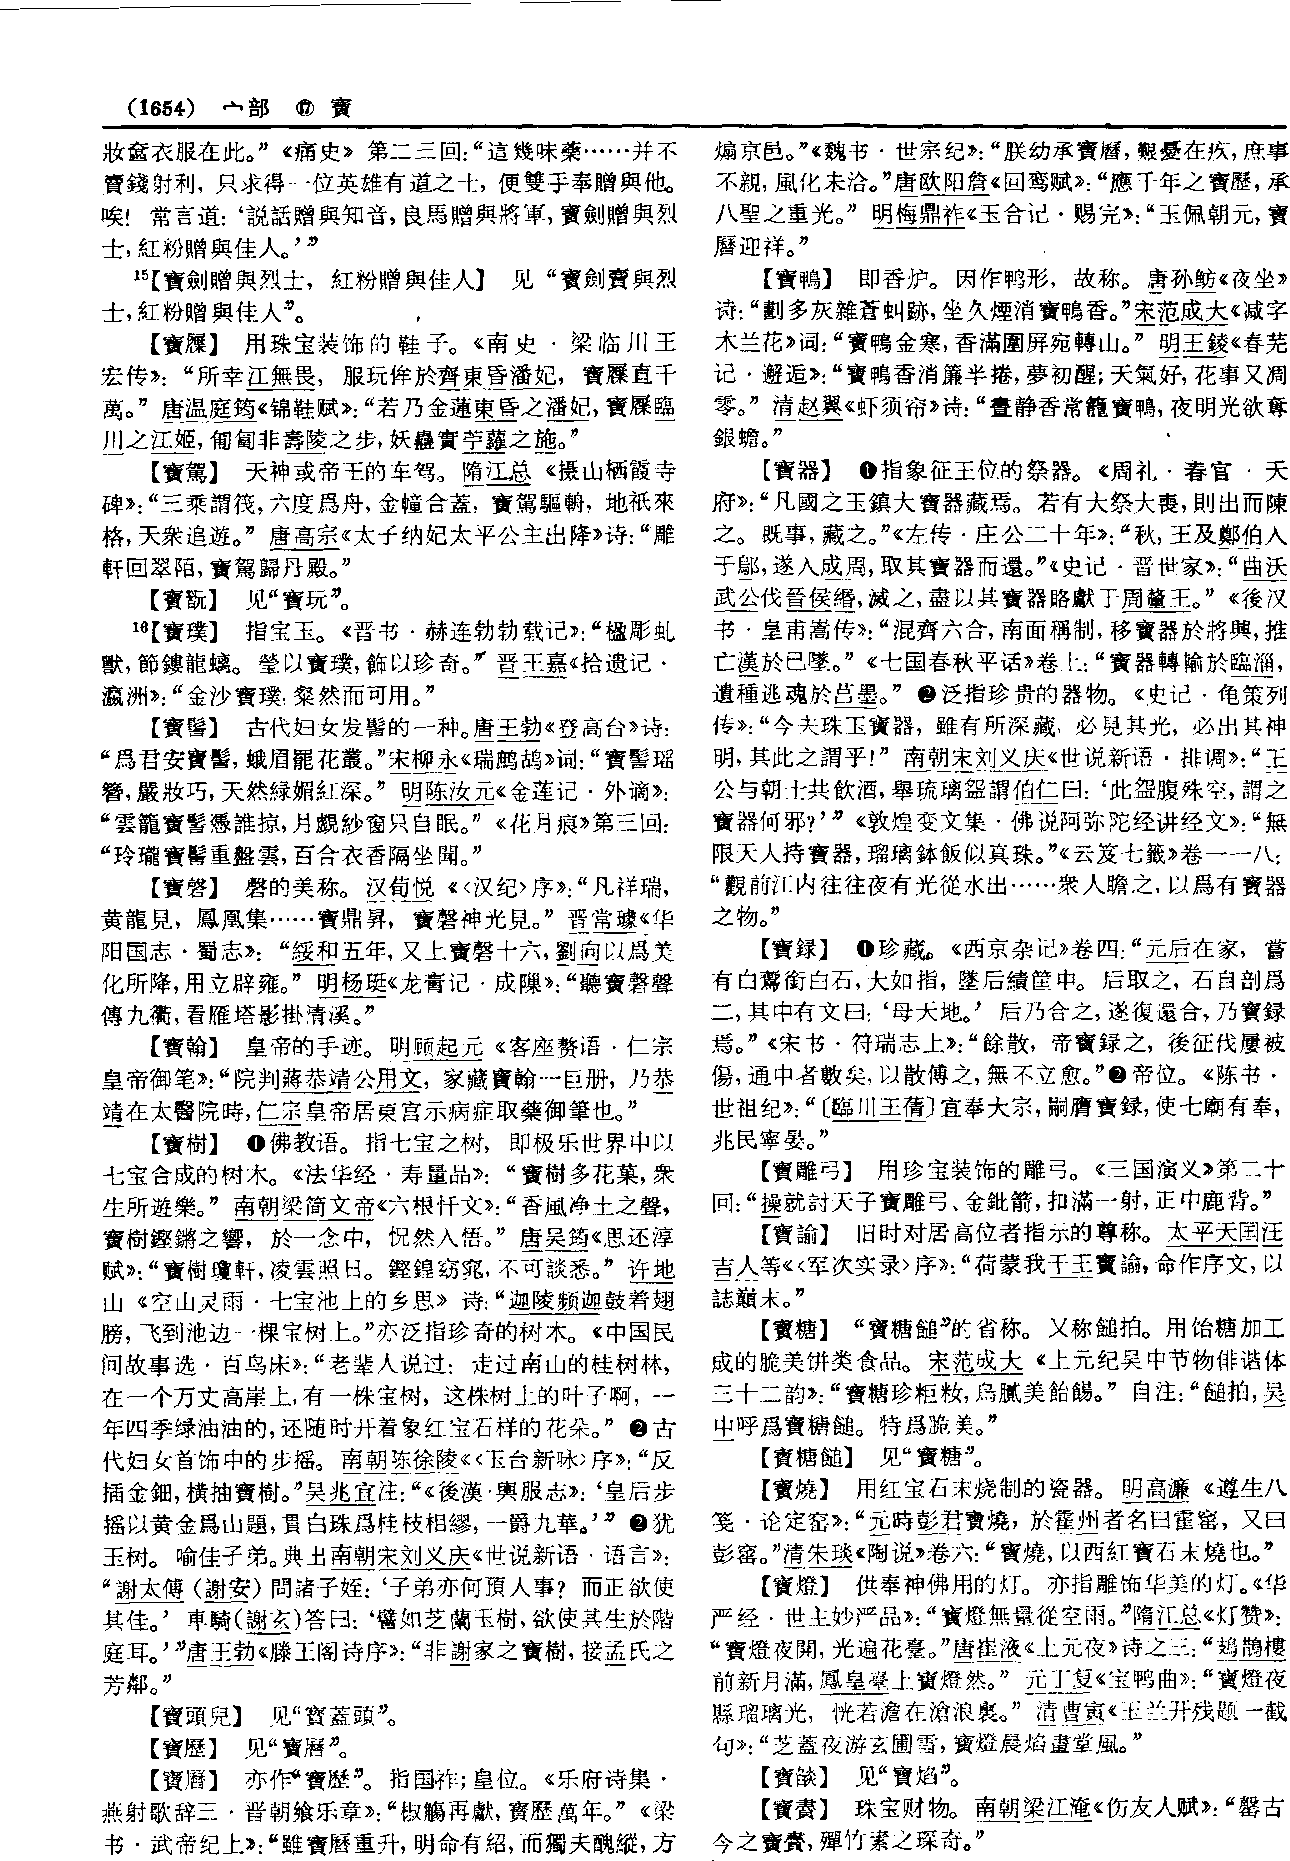 (1654) 宀部 ⑰ 寶
妝奩衣服在此。”《痛史》第二三回：“這幾味藥……并不
賣錢射利，只求得一位英雄有道之士，便雙手奉贈與他。
唉！常言道：‘説話贈與知音，良馬贈與將軍，寶劍贈與烈
士，紅粉贈與佳人。’”
15【寶劍贈與烈士，紅粉贈與佳人】 见“寶劍賣與烈
士，紅粉贈與佳人”。
【寶屧】 用珠宝装饰的鞋子。《南史·梁临川王
宏传》：“所幸江無畏，服玩侔於齊東昏潘妃，寶屧直千
萬。”唐温庭筠《锦鞋赋》：“若乃金蓮東昏之潘妃，寶屧臨
川之江姬，匍匐非壽陵之步，妖蠱實苧蘿之施。”
【寶駕】 天神或帝王的车驾。隋江总《摄山栖霞寺
碑》：“三乘謂筏，六度爲舟，金幢合蓋，寶駕驅輈，地祇來
格，天衆追遊。”唐高宗《太子纳妃太平公主出降》诗：“雕
軒回翠陌，寶駕歸丹殿。”
【寶翫】 见“寶玩”。
16【寶璞】 指宝玉。《晋书·赫连勃勃载记》：“楹彫虬
獸，節鏤龍螭。瑩以寶璞，飾以珍奇。”晋王嘉《拾遗记·
瀛洲》：“金沙寶璞，粲然而可用。”
【寶髻】 古代妇女发髻的一种。唐王勃《登高台》诗：
“爲君安寶髻，蛾眉罷花叢。”宋柳永《瑞鹧鸪》词：“寶髻瑶
簪，嚴妝巧，天然緑媚紅深。”明陈汝元《金莲记·外谪》：
“雲籠寶髻憑誰掠，月覷紗窗只自眠。”《花月痕》第三回：
“玲瓏寶髻重盤雲，百合衣香隔坐聞。”
【寶磬】 磬的美称。汉荀悦《〈汉纪〉序》：“凡祥瑞，
黄龍見，鳳凰集……寶鼎昇，寶磬神光見。”晋常璩《华
阳国志·蜀志》：“綏和五年，又上寶磬十六，劉向以爲美
化所降，用立辟雍。”明杨珽《龙膏记·成隙》：“聽寶磬聲
傳九衢，看雁塔影掛清溪。”
【寶翰】 皇帝的手迹。明顾起元《客座赘语·仁宗
皇帝御笔》：“院判蔣恭靖公用文，家藏寶翰一巨册，乃恭
靖在太醫院時，仁宗皇帝居東宫示病症取藥御筆也。”
【寶樹】 ❶佛教语。指七宝之树，即极乐世界中以
七宝合成的树木。《法华经·寿量品》：“寶樹多花菓，衆
生所遊樂。”南朝梁简文帝《六根忏文》：“香風净土之聲，
寶樹鏗鏘之響，於一念中，怳然入悟。”唐吴筠《思还淳
赋》：“寶樹瓊軒，凌雲照日。鏗鍠窈窕，不可談悉。”许地
山《空山灵雨·七宝池上的乡思》诗：“迦陵频迦鼓着翅
膀，飞到池边一棵宝树上。”亦泛指珍奇的树木。《中国民
间故事选·百鸟床》：“老辈人说过：走过南山的桂树林，
在一个万丈高崖上，有一株宝树，这株树上的叶子啊，一
年四季绿油油的，还随时开着象红宝石样的花朵。”❷古
代妇女首饰中的步摇。南朝陈徐陵《〈玉台新咏〉序》：“反
插金鈿，横抽寶樹。”吴兆宜注：“《後漢·輿服志》：‘皇后步
摇以黄金爲山題，貫白珠爲桂枝相繆，一爵九華。’”❷犹
玉树。喻佳子弟。典出南朝宋刘义庆《世说新语·语言》：
“謝太傅（謝安）問諸子姪：‘子弟亦何預人事？而正欲使
其佳。’車騎（謝玄）答曰：‘譬如芝蘭玉樹，欲使其生於階
庭耳。’”唐王勃《滕王阁诗序》：“非謝家之寶樹，接孟氏之
芳鄰。”
【寶頭兒】 见“寶蓋頭”。
【寶歷】 见“寶曆”。
【寶曆】 亦作“寶歷”。指国祚；皇位。《乐府诗集·
燕射歌辞三·晋朝飨乐章》：“椒觴再獻，寶歷萬年。”《梁
书·武帝纪上》：“雖寶曆重升，明命有紹，而獨夫醜縱，方
煽京邑。”《魏书·世宗纪》：“朕幼承寶曆，艱憂在疚，庶事
不親，風化未洽。”唐欧阳詹《回鸾赋》：“應千年之寶歷，承
八聖之重光。”明梅鼎祚《玉合记·赐完》：“玉佩朝元，寶
曆迎祥。”
【寶鴨】 即香炉。因作鸭形，故称。唐孙鲂《夜坐》
诗：“劃多灰雜蒼虬跡，坐久煙消寶鴨香。”宋范成大《减字
木兰花》词：“寶鴨金寒，香滿圍屏宛轉山。”明王錂《春芜
记·邂逅》：“寶鴨香消簾半捲，夢初醒；天氣好，花事又凋
零。”清赵翼《虾须帘》诗：“晝静香常籠寶鴨，夜明光欲奪
銀蟾。”
【寶器】 ❶指象征王位的祭器。《周礼·春官·天
府》：“凡國之玉鎮大寶器藏焉。若有大祭大喪，則出而陳
之。既事，藏之。”《左传·庄公二十年》：“秋，王及鄭伯入
于鄔，遂入成周，取其寶器而還。”《史记·晋世家》：“曲沃
武公伐晉侯緡，滅之，盡以其寶器賂獻于周釐王。”《後汉
书·皇甫嵩传》：“混齊六合，南面稱制，移寶器於將興，推
亡漢於已墜。”《七国春秋平话》卷上：“寶器轉輸於臨淄，
遺種逃魂於莒墨。”❷泛指珍贵的器物。《史记·龟策列
传》：“今夫珠玉寶器，雖有所深藏，必見其光，必出其神
明，其此之謂乎！”南朝宋刘义庆《世说新语·排调》：“王
公与朝士共飲酒，舉琉璃盌謂伯仁曰：‘此盌腹殊空，謂之
寶器何邪？’”《敦煌变文集·佛说阿弥陀经讲经文》：“無
限天人持寶器，瑠璃鉢飯似真珠。”《云笈七籤》卷一一八：
“觀前江内往往夜有光從水出……衆人瞻之，以爲有寶器
之物。”
【寶録】 ❶珍藏。《西京杂记》卷四：“元后在家，嘗
有白鷰銜白石，大如指，墜后績筐中。后取之，石自剖爲
二，其中有文曰：‘母天地。’后乃合之，遂復還合，乃寶録
焉。”《宋书·符瑞志上》：“餘散，帝寶録之，後征伐屢被
傷，通中者數矣，以散傅之，無不立愈。”❷帝位。《陈书·
世祖纪》：“〔臨川王蒨〕宜奉大宗，嗣膺寶録，使七廟有奉，
兆民寧晏。”
【寶雕弓】 用珍宝装饰的雕弓。《三国演义》第二十
回：“操就討天子寶雕弓、金鈚箭，扣滿一射，正中鹿背。”
【寶諭】 旧时对居高位者指示的尊称。太平天国汪
吉人等《〈军次实录〉序》：“荷蒙我干王寶諭，命作序文，以
誌顛末。”
【寶糖】 “寶糖䭔”的省称。又称䭔拍。用饴糖加工
成的脆美饼类食品。宋范成大《上元纪吴中节物俳谐体
三十二韵》：“寶糖珍粔籹，烏膩美飴餳。”自注：“䭔拍，吴
中呼爲寶糖䭔。特爲脆美。”
【寶糖䭔】 见“寶糖”。
【寶燒】 用红宝石末烧制的瓷器。明高濂《遵生八
笺·论定窑》：“元時彭君寶燒，於霍州者名曰霍窑，又曰
彭窑。”清朱琰《陶说》卷六：“寶燒，以西紅寶石末燒也。”
【寶燈】 供奉神佛用的灯。亦指雕饰华美的灯。《华
严经·世主妙严品》：“寶燈無量從空雨。”隋江总《灯赞》：
“寶燈夜開，光遍花臺。”唐崔液《上元夜》诗之三：“鳷鵲樓
前新月滿，鳳皇臺上寶燈然。”元丁复《宝鸭曲》：“寶燈夜
縣瑠璃光，恍若澹在滄浪裏。”清曹寅《玉兰开残题一截
句》：“芝蓋夜游玄圃雪，寶燈晨焰畫堂風。”
【寶燄】 见“寶焰”。
【寶賮】 珠宝财物。南朝梁江淹《伤友人赋》：“罄古
今之寶賮，殫竹素之琛奇。”